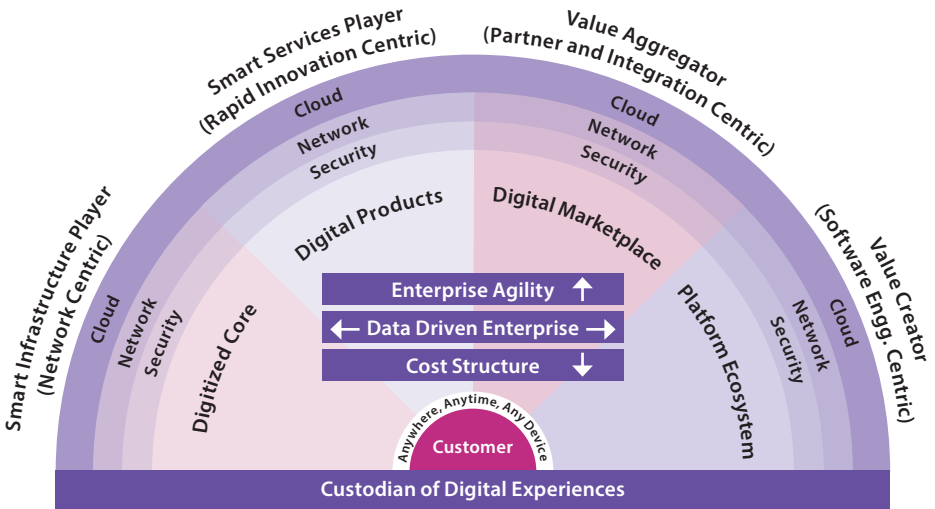 Smart Infrastructure Player
(Network Centric)
Cloud
Network
Security
Digitized Core
Smart Services Player
(Rapid Innovation Centric)
Cloud
Network
Security
Digital Products
Value Aggregator
(Partner and Integration Centric)
Cloud
Network
Security
Digital Marketplace
Value Creator
(Software Engg. Centric)
Cloud
Network
Security
Platform Ecosystem
Enterprise Agility ↑
← Data Driven Enterprise →
Cost Structure ↓
Anywhere, Anytime, Any Device
Customer
Custodian of Digital Experiences